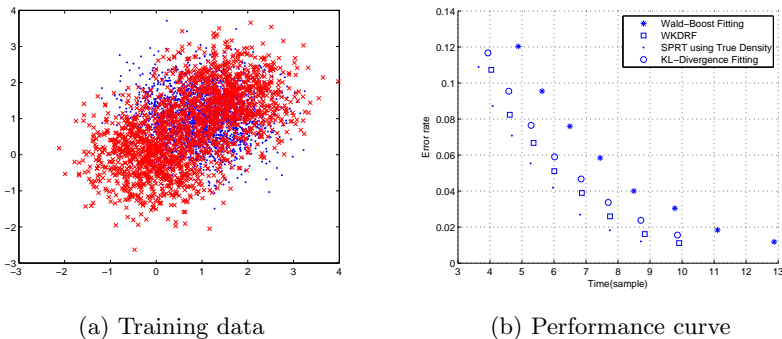 4
3
2
1
0
−1
−2
−3
−3 −2 −1 0 1 2 3 4
(a) Training data
Error rate
0.14
0.12
0.1
0.08
0.06
0.04
0.02
0
3 4 5 6 7 8 9 10 11 12 13
Time(sample)
Wald−Boost Fitting
WKDRF
SPRT using True Density
KL−Divergence Fitting
(b) Performance curve